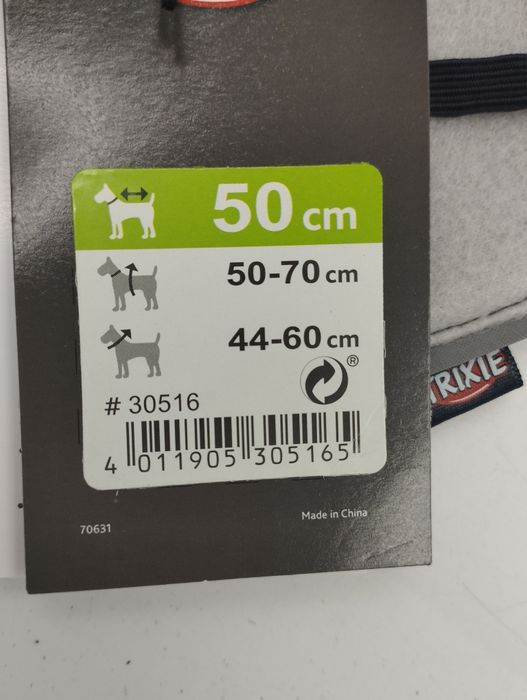 50 cm
50-70 cm
44-60 cm
®
# 30516
4 011905 305165
70631
Made in China
TRIXIE